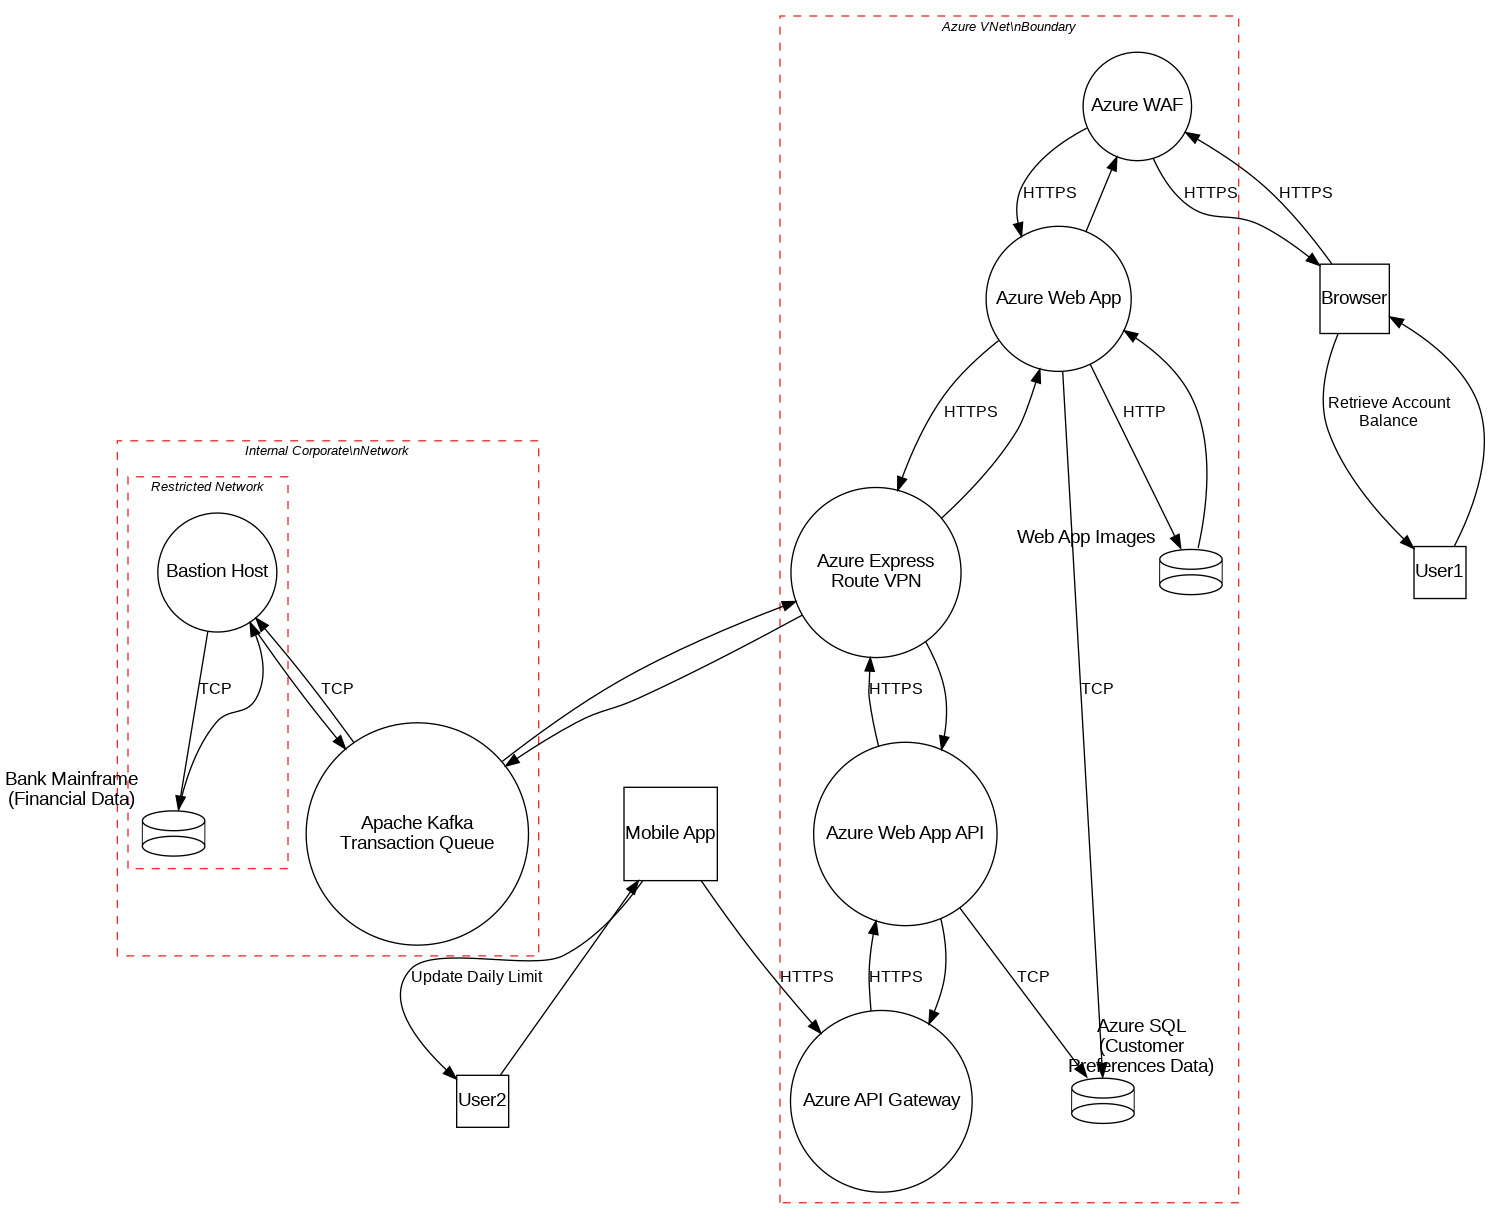 Azure VNet\nBoundary
Azure WAF
HTTPS
HTTPS
HTTPS
Azure Web App
Browser
HTTPS
HTTP
Retrieve Account
Balance
Internal Corporate\nNetwork
Restricted Network
Web App Images
Bastion Host
Azure Express
Route VPN
User1
TCP
TCP
HTTPS
TCP
Bank Mainframe
(Financial Data)
Apache Kafka
Transaction Queue
Mobile App
Azure Web App API
Update Daily Limit
HTTPS
HTTPS
TCP
Azure SQL
(Customer
Preferences Data)
User2
Azure API Gateway